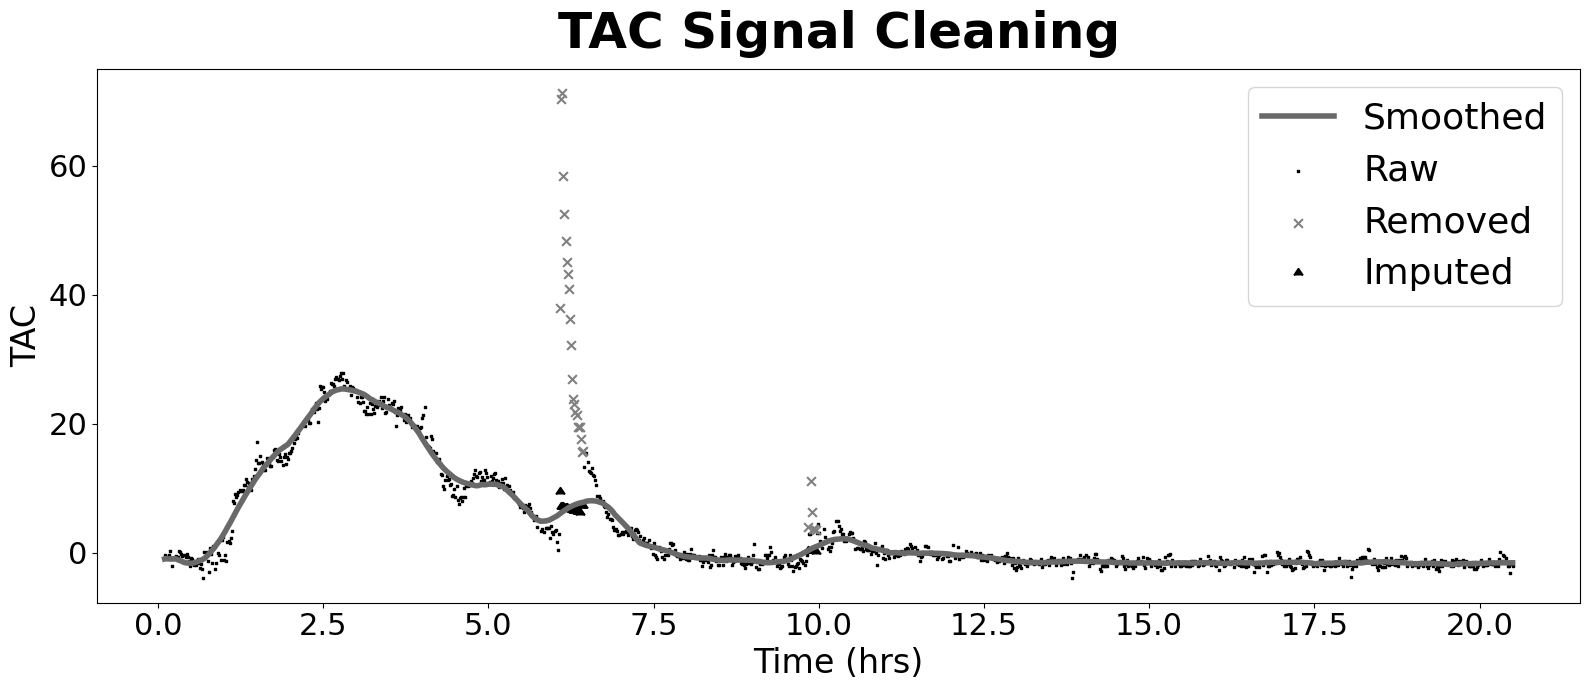 TAC Signal Cleaning
Smoothed
Raw
Removed
Imputed
60
40
20
0
TAC
0.0 2.5 5.0 7.5 10.0 12.5 15.0 17.5 20.0
Time (hrs)